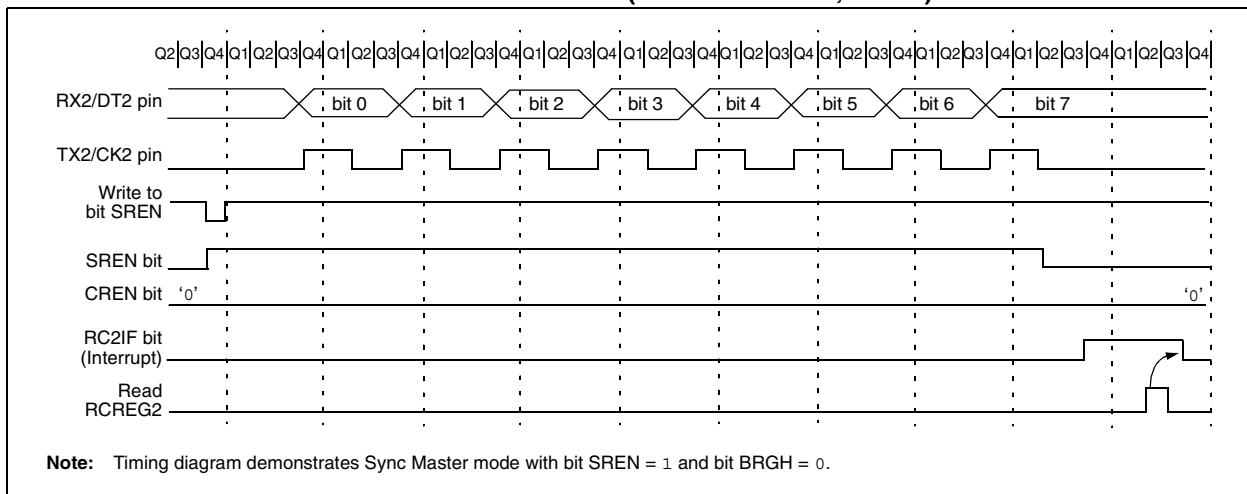 Q2|Q3|Q4|Q1|Q2|Q3|Q4|Q1|Q2|Q3|Q4|Q1|Q2|Q3|Q4|Q1|Q2|Q3|Q4|Q1|Q2|Q3|Q4|Q1|Q2|Q3|Q4|Q1|Q2|Q3|Q4|Q1|Q2|Q3|Q4|Q1|Q2|Q3|Q4|Q1|Q2|Q3|Q4
RX2/DT2 pin bit 0 bit 1 bit 2 bit 3 bit 4 bit 5 bit 6 bit 7
TX2/CK2 pin
Write to
bit SREN
SREN bit
CREN bit '0' '0'
RC2IF bit
(Interrupt)
Read
RCREG2
Note: Timing diagram demonstrates Sync Master mode with bit SREN = 1 and bit BRGH = 0.